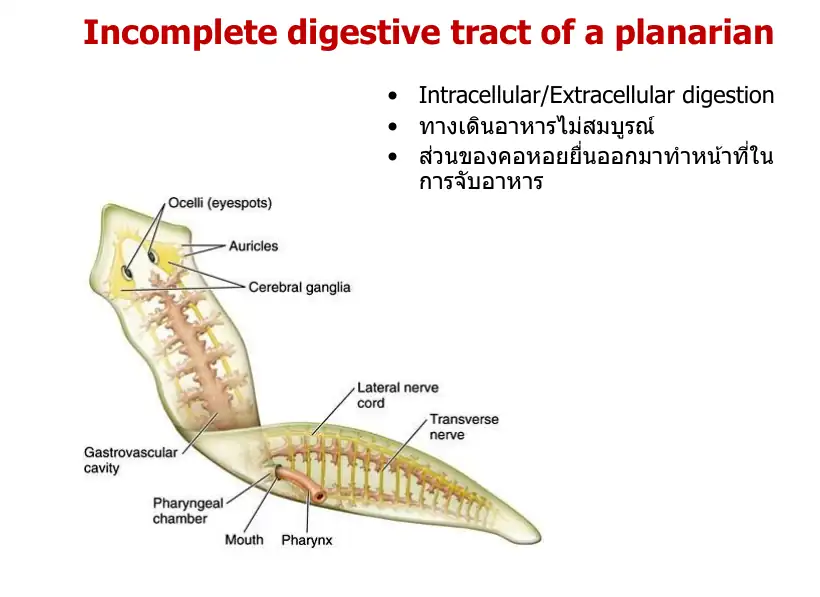 Incomplete digestive tract of a planarian
• Intracellular/Extracellular digestion
• ทางเดินอาหารไม่สมบูรณ์
• ส่วนของคอหอยยื่นออกมาทำหน้าที่ใน
การจับอาหาร
Ocelli (eyespots)
Auricles
Cerebral ganglia
Lateral nerve
cord
Transverse
nerve
Gastrovascular
cavity
Pharyngeal
chamber
Mouth
Pharynx